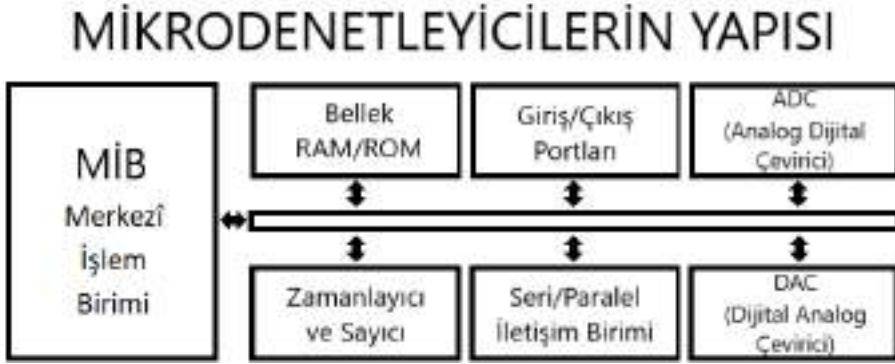 MİKRODENETLEYİCİLERİN YAPISI
MİB
Merkezî
İşlem
Birimi
Bellek
RAM/ROM
Giriş/Çıkış
Portları
ADC
(Analog Dijital
Çevirici)
Zamanlayıcı
ve Sayıcı
Seri/Paralel
İletişim Birimi
DAC
(Dijital Analog
Çevirici)